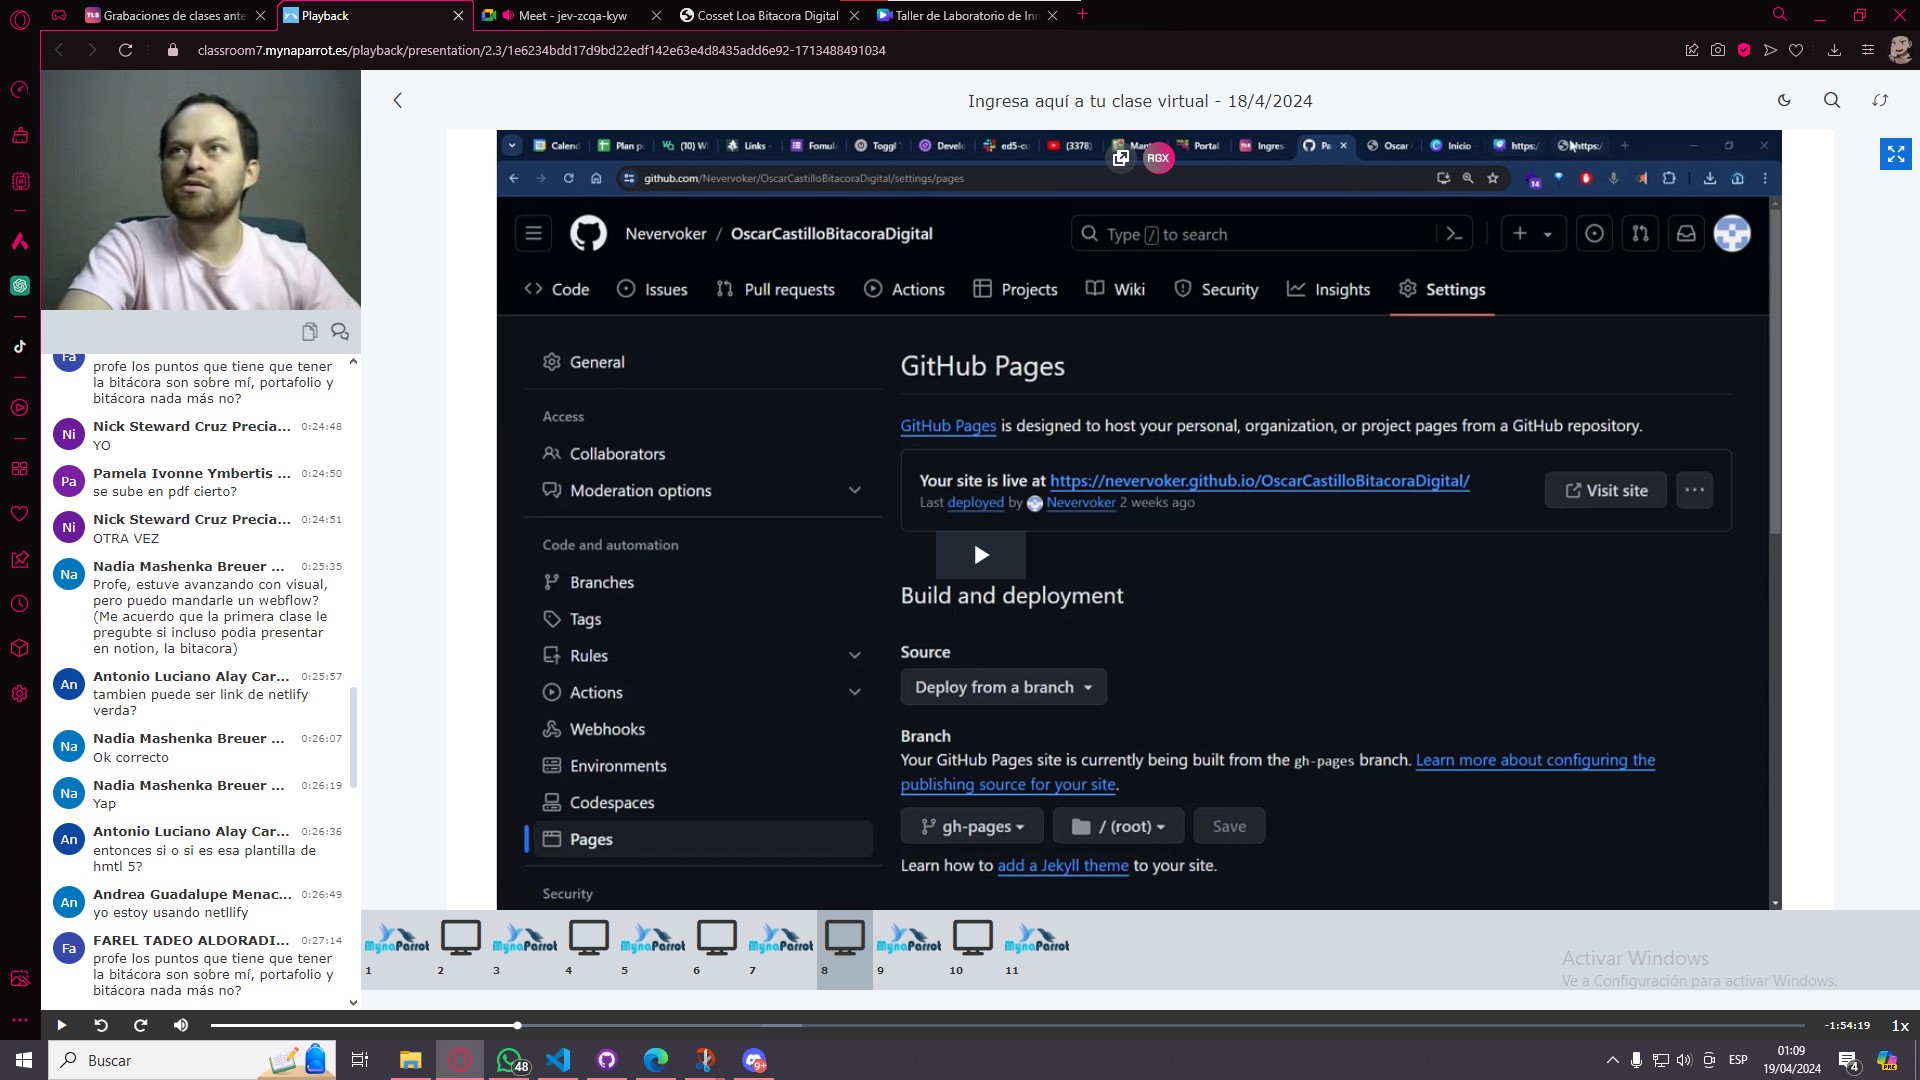 Grabaciones de clases ante
Playback
Meet - jev-zcqa-kyw
Cosset Loa Bitacora Digital
Taller de Laboratorio de Inn
classroom7.mynaparrot.es/playback/presentation/2.3/1e6234bdd17d9bd22edf142e63e4d8435add6e92-1713488491034
Ingresa aquí a tu clase virtual - 18/4/2024
Fa
profe los puntos que tiene que tener
la bitácora son sobre mí, portafolio y
bitácora nada más no?
Ni
Nick Steward Cruz Precia... 0:24:48
YO
Pa
Pamela Ivonne Ymbertis ... 0:24:50
se sube en pdf cierto?
Ni
Nick Steward Cruz Precia... 0:24:51
OTRA VEZ
Na
Nadia Mashenka Breuer ... 0:25:35
Profe, estuve avanzando con visual,
pero puedo mandarle un webflow?
(Me acuerdo que la primera clase le
pregubte si incluso podia presentar
en notion, la bitacora)
An
Antonio Luciano Alay Car... 0:25:57
tambien puede ser link de netlify
verda?
Na
Nadia Mashenka Breuer ... 0:26:07
Ok correcto
Na
Nadia Mashenka Breuer ... 0:26:19
Yap
An
Antonio Luciano Alay Car... 0:26:36
entonces si o si es esa plantilla de
hmtl 5?
An
Andrea Guadalupe Menac... 0:26:49
yo estoy usando netllify
Fa
FAREL TADEO ALDORADI... 0:27:14
profe los puntos que tiene que tener
la bitácora son sobre mí, portafolio y
bitácora nada más no?
Calend
Plan p
(10) W
Links -
Fomul
Toggl
Devel
ed5-c
(3378)
Man
Portal
Ingres
Pa
Oscar
Inicio
https:/
https:/
RGX
github.com/Nevervoker/OscarCastilloBitacoraDigital/settings/pages
14
Nevervoker / OscarCastilloBitacoraDigital
Type / to search
Code
Issues
Pull requests
Actions
Projects
Wiki
Security
Insights
Settings
General
Access
Collaborators
Moderation options
Code and automation
Branches
Tags
Rules
Actions
Webhooks
Environments
Codespaces
Pages
Security
GitHub Pages
GitHub Pages is designed to host your personal, organization, or project pages from a GitHub repository.
Your site is live at https://nevervoker.github.io/OscarCastilloBitacoraDigital/
Last deployed by Nevervoker 2 weeks ago
Visit site
Build and deployment
Source
Deploy from a branch
Branch
Your GitHub Pages site is currently being built from the gh-pages branch. Learn more about configuring the
publishing source for your site.
gh-pages
/ (root)
Save
Learn how to add a Jekyll theme to your site.
MynaParrot MynaParrot MynaParrot MynaParrot MynaParrot MynaParrot
1 2 3 4 5 6 7 8 9 10 11
Activar Windows
Ve a Configuración para activar Windows.
-1:54:19
1x
Buscar
48
9+
ESP
01:09
19/04/2024
4
PRE